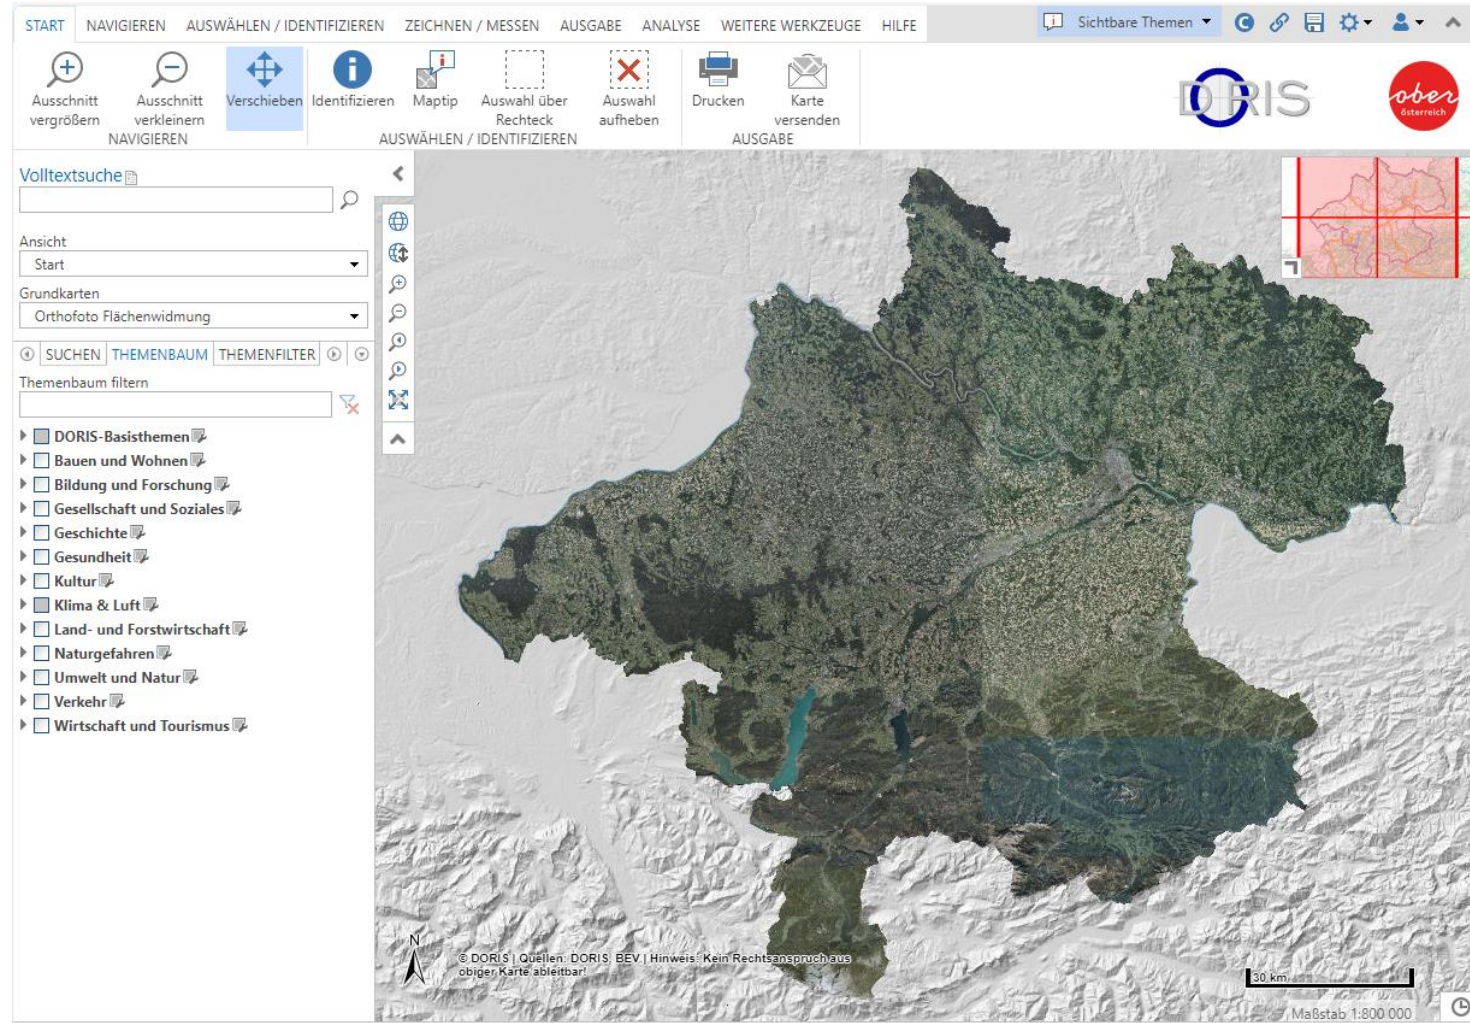 START NAVIGIEREN AUSWÄHLEN / IDENTIFIZIEREN ZEICHNEN / MESSEN AUSGABE ANALYSE WEITERE WERKZEUGE HILFE Sichtbare Themen
Ausschnitt vergrößern
Ausschnitt verkleinern
Verschieben
Identifizieren
Maptip
Auswahl über Rechteck
Auswahl aufheben
Drucken
Karte versenden
NAVIGIEREN AUSWÄHLEN / IDENTIFIZIEREN AUSGABE
DORIS
ober
österreich
Volltextsuche
Ansicht
Start
Grundkarten
Orthofoto Flächenwidmung
SUCHEN THEMENBAUM THEMENFILTER
Themenbaum filtern
DORIS-Basisthemen
Bauen und Wohnen
Bildung und Forschung
Gesellschaft und Soziales
Geschichte
Gesundheit
Kultur
Klima & Luft
Land- und Forstwirtschaft
Naturgefahren
Umwelt und Natur
Verkehr
Wirtschaft und Tourismus
N
© DORIS | Quellen: DORIS, BEV | Hinweis: Kein Rechtsanspruch aus
obiger Karte ableitbar!
30 km
Maßstab 1:800 000